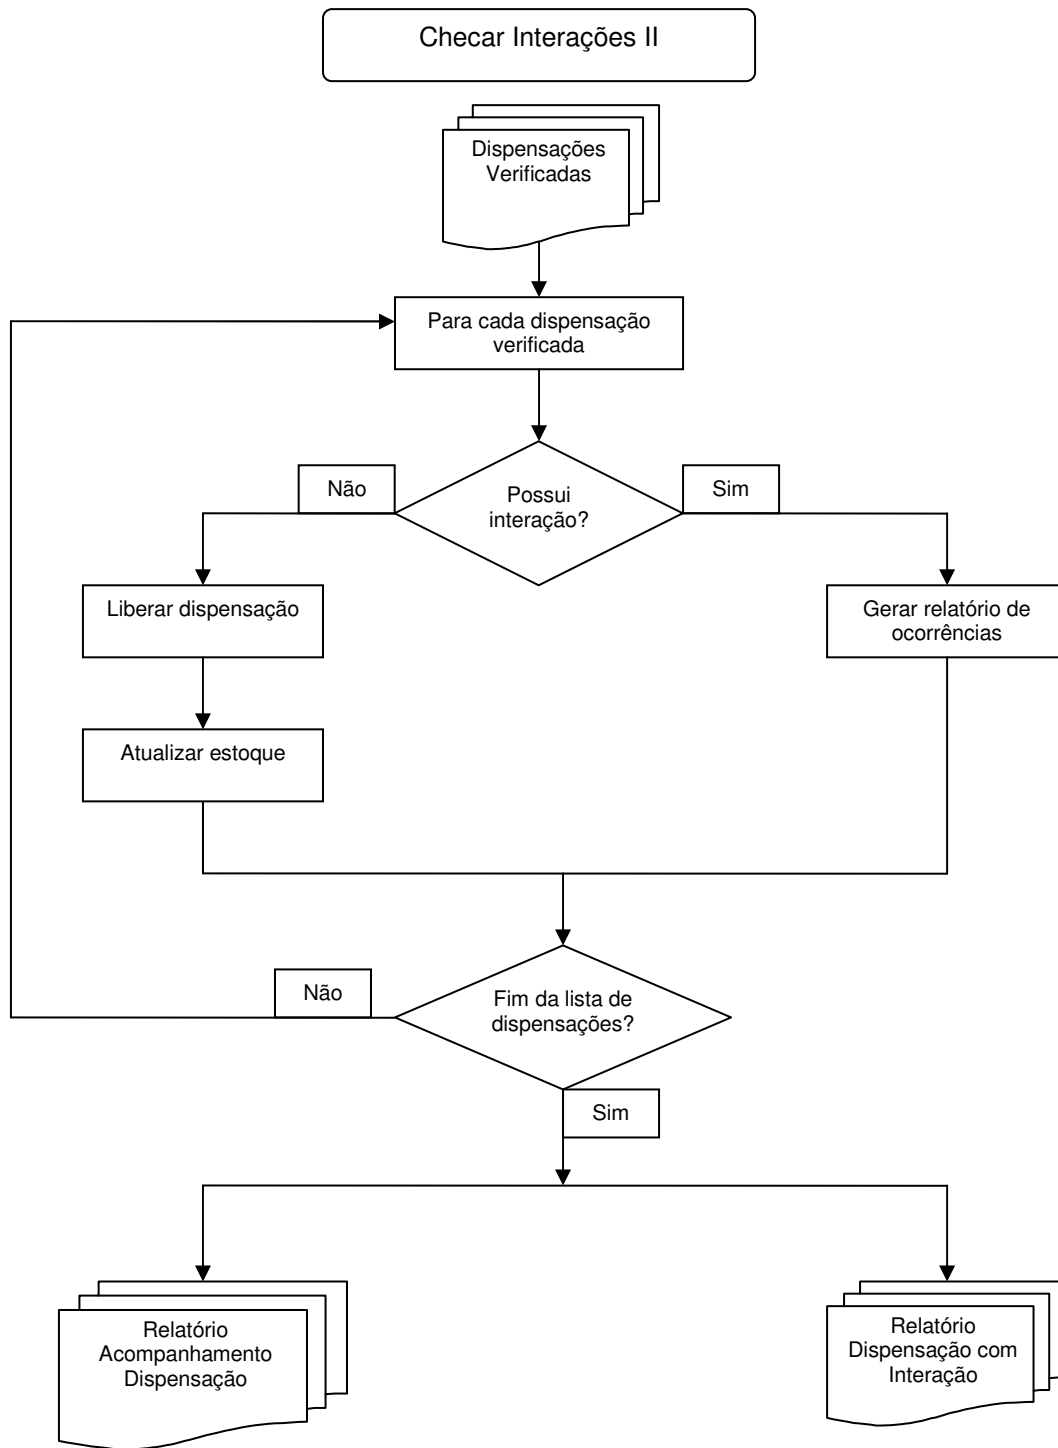 Checar Interações II
Dispensações
Verificadas
Para cada dispensação
verificada
Não
Possui
interação?
Sim
Liberar dispensação
Gerar relatório de
ocorrências
Atualizar estoque
Não
Fim da lista de
dispensações?
Sim
Relatório
Acompanhamento
Dispensação
Relatório
Dispensação com
Interação